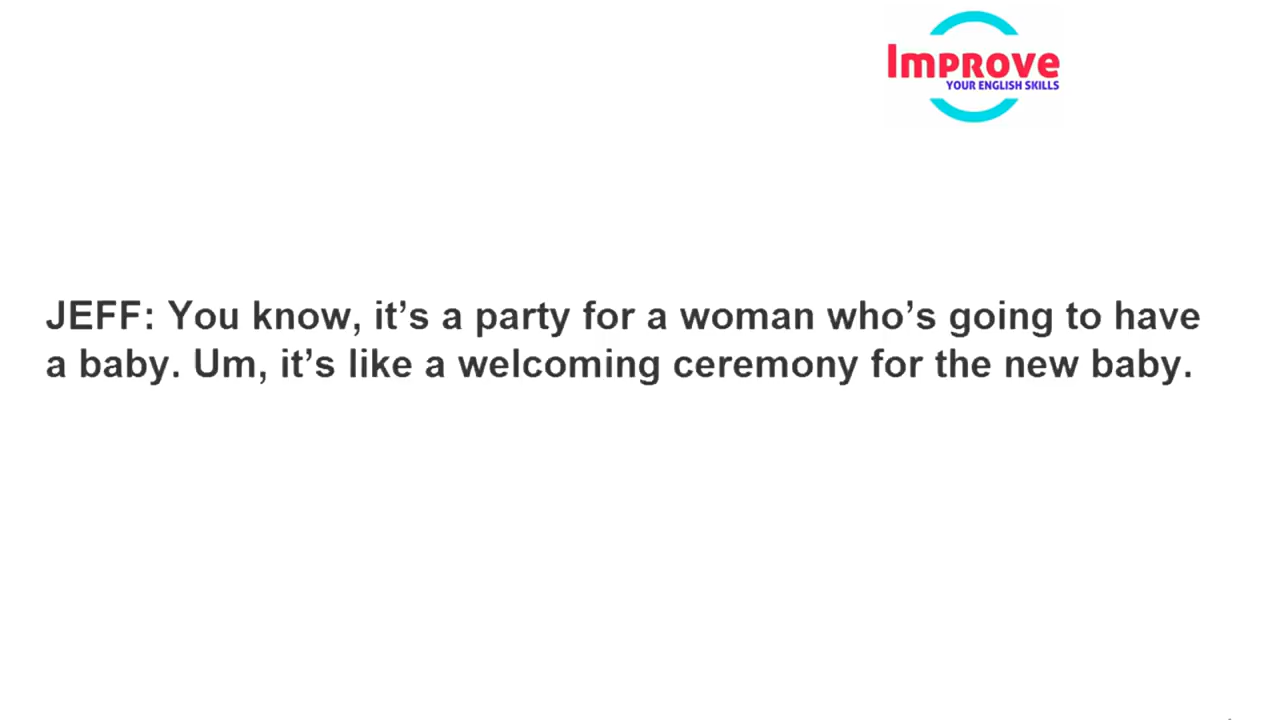 Improve
YOUR ENGLISH SKILLS
JEFF: You know, it’s a party for a woman who’s going to have
a baby. Um, it’s like a welcoming ceremony for the new baby.